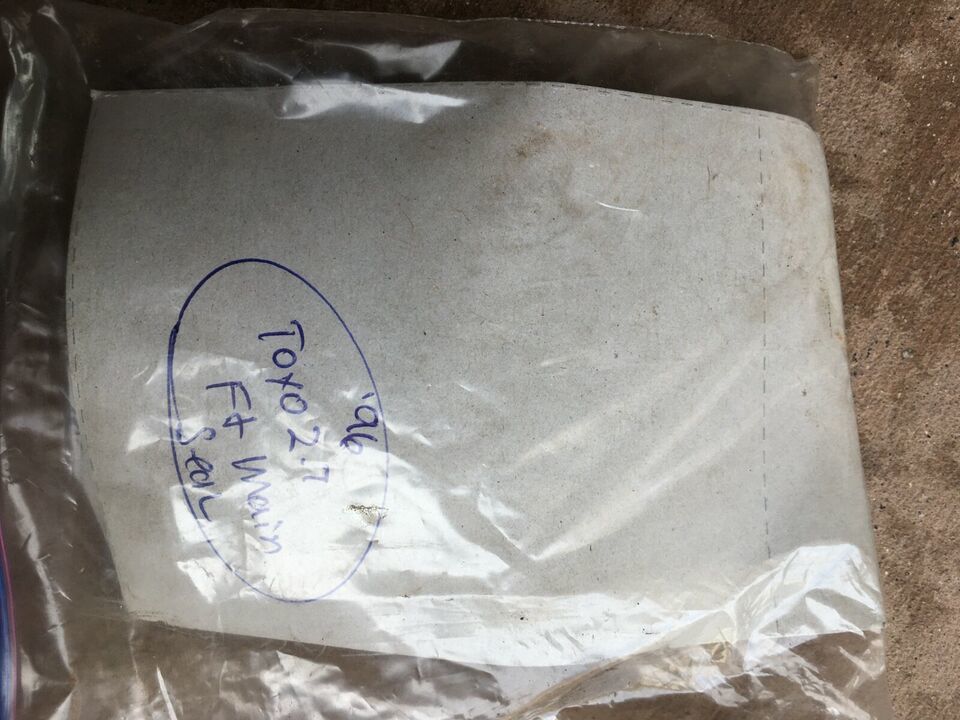 '96
Toyo 2.7
Ft Main
Seal